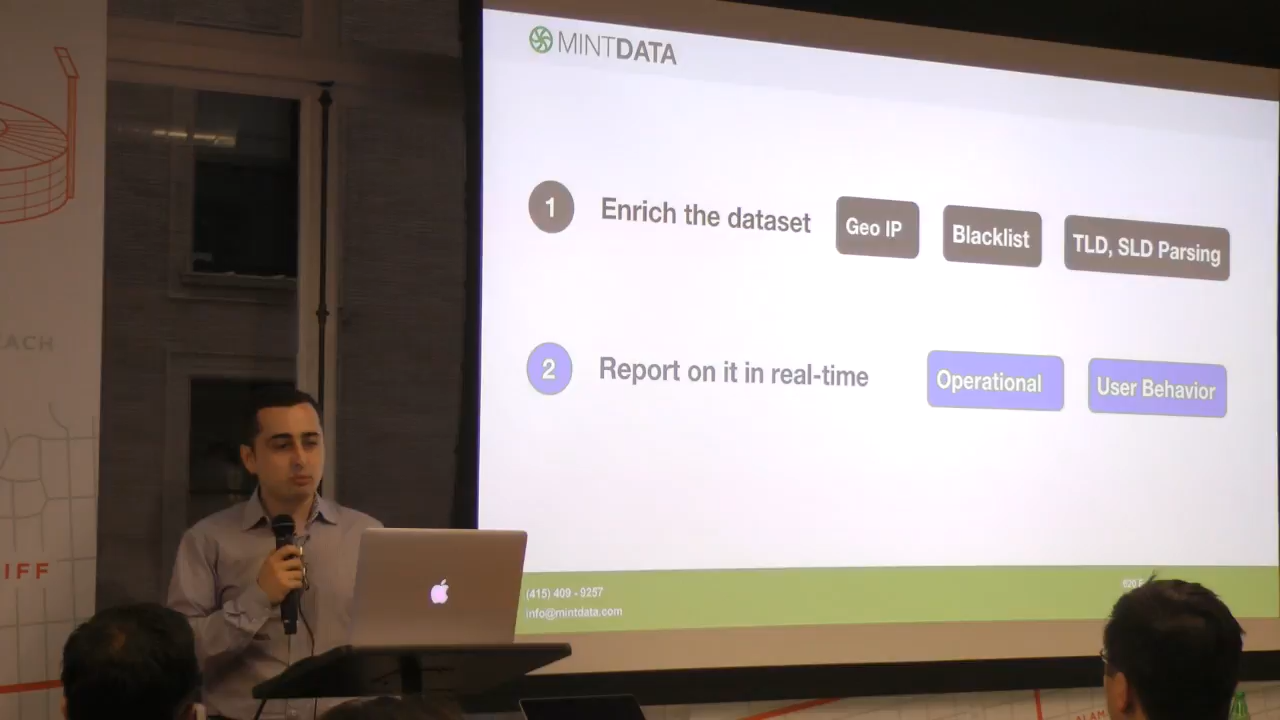 MINTDATA
1 Enrich the dataset Geo IP Blacklist TLD, SLD Parsing
2 Report on it in real-time Operational User Behavior
(415) 409 - 9257
info@mintdata.com
ACH
IFF
ALAM